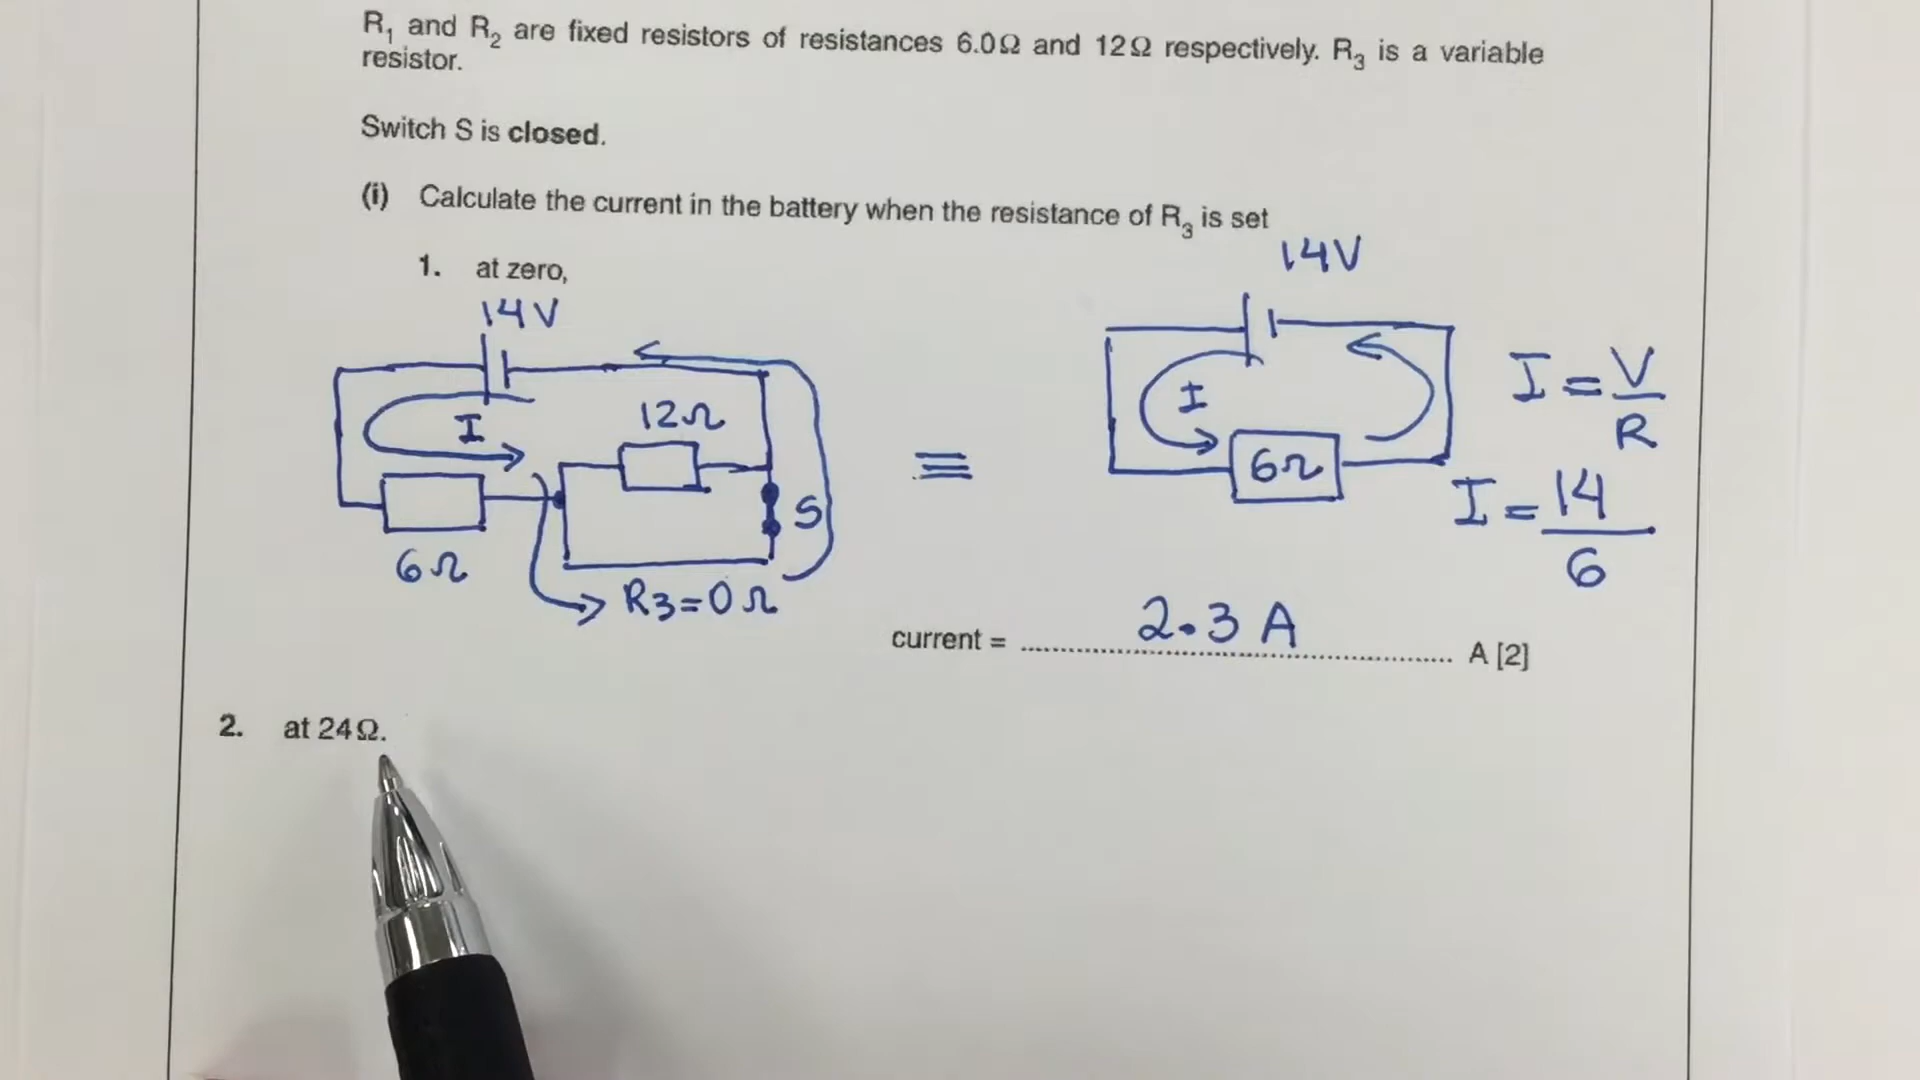 R₁ and R₂ are fixed resistors of resistances 6.0Ω and 12Ω respectively. R₃ is a variable
resistor.
Switch S is closed.
(i) Calculate the current in the battery when the resistance of R₃ is set
1. at zero,
14V
12Ω
I
S
6Ω
R3=0Ω
≡
14V
I
6Ω
I = V/R
I = 14/6
current = 2.3 A A [2]
2. at 24Ω.